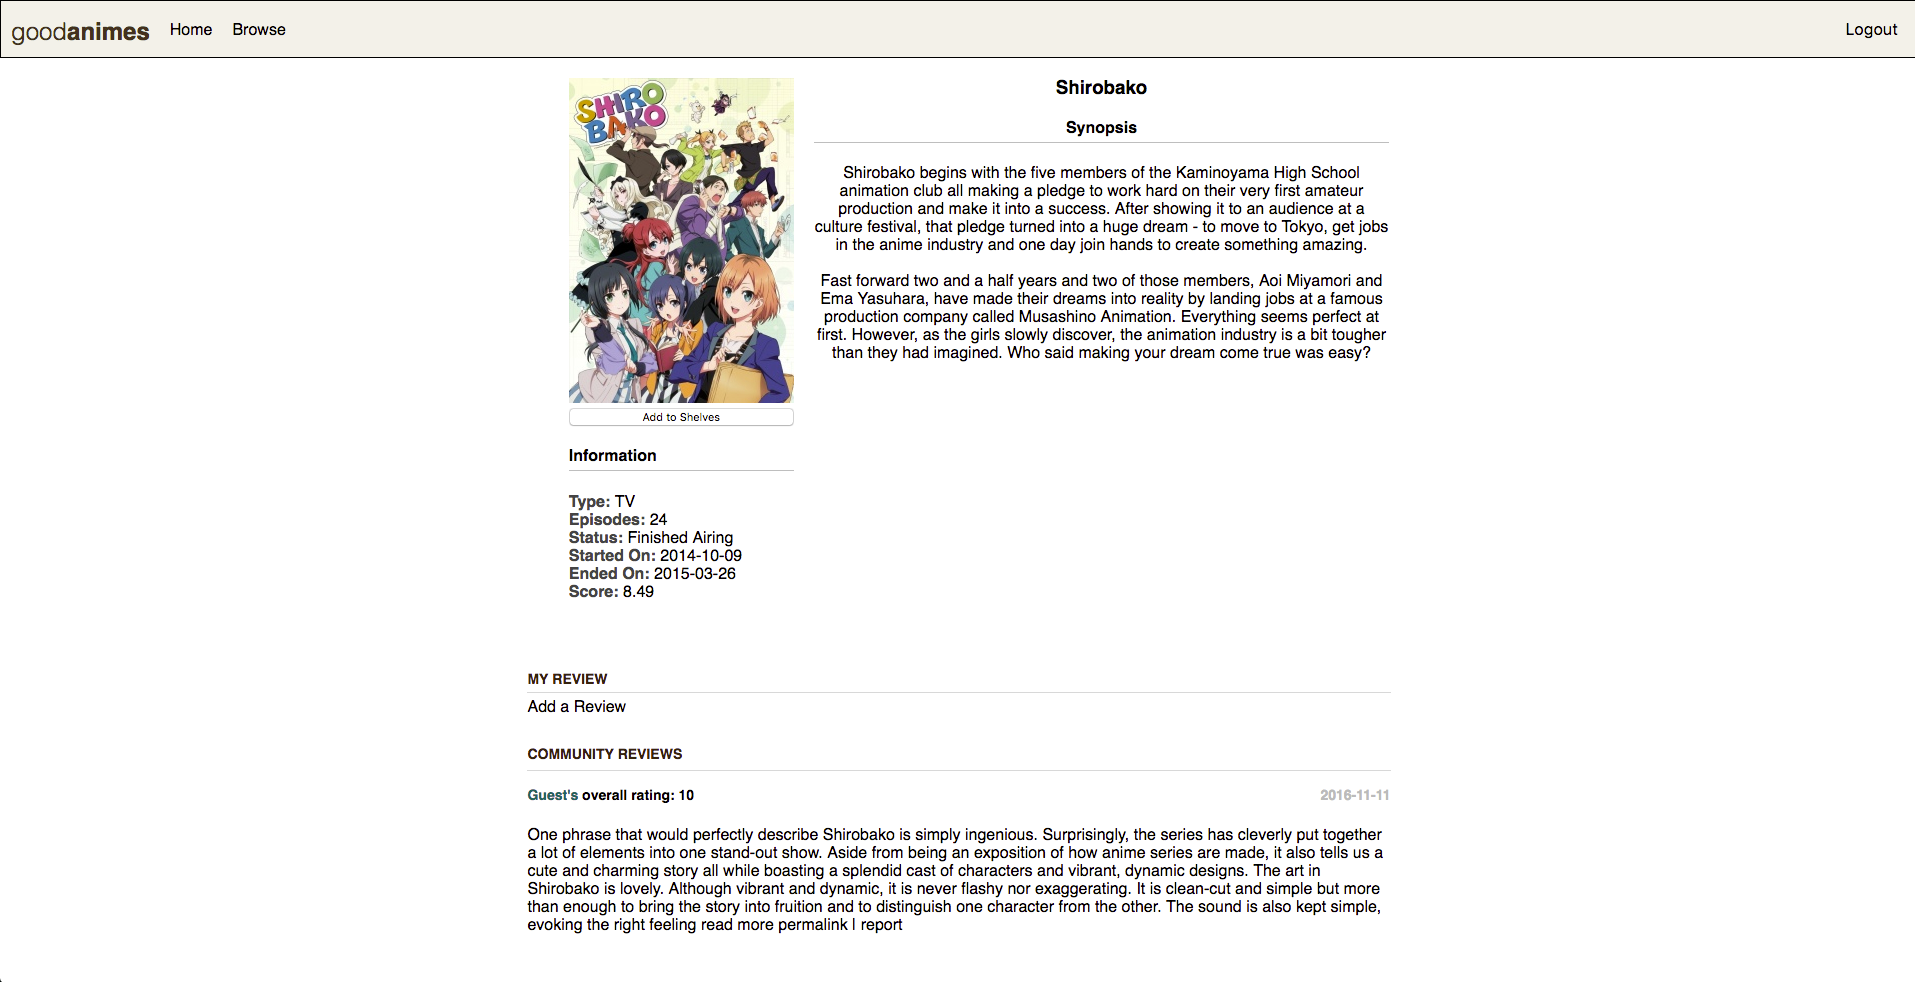 goodanimes Home Browse Logout
SHIRO
BAKO
Add to Shelves
Information
Type: TV
Episodes: 24
Status: Finished Airing
Started On: 2014-10-09
Ended On: 2015-03-26
Score: 8.49
Shirobako
Synopsis
Shirobako begins with the five members of the Kaminoyama High School
animation club all making a pledge to work hard on their very first amateur
production and make it into a success. After showing it to an audience at a
culture festival, that pledge turned into a huge dream - to move to Tokyo, get jobs
in the anime industry and one day join hands to create something amazing.
Fast forward two and a half years and two of those members, Aoi Miyamori and
Ema Yasuhara, have made their dreams into reality by landing jobs at a famous
production company called Musashino Animation. Everything seems perfect at
first. However, as the girls slowly discover, the animation industry is a bit tougher
than they had imagined. Who said making your dream come true was easy?
MY REVIEW
Add a Review
COMMUNITY REVIEWS
Guest's overall rating: 10 2016-11-11
One phrase that would perfectly describe Shirobako is simply ingenious. Surprisingly, the series has cleverly put together
a lot of elements into one stand-out show. Aside from being an exposition of how anime series are made, it also tells us a
cute and charming story all while boasting a splendid cast of characters and vibrant, dynamic designs. The art in
Shirobako is lovely. Although vibrant and dynamic, it is never flashy nor exaggerating. It is clean-cut and simple but more
than enough to bring the story into fruition and to distinguish one character from the other. The sound is also kept simple,
evoking the right feeling read more permalink | report